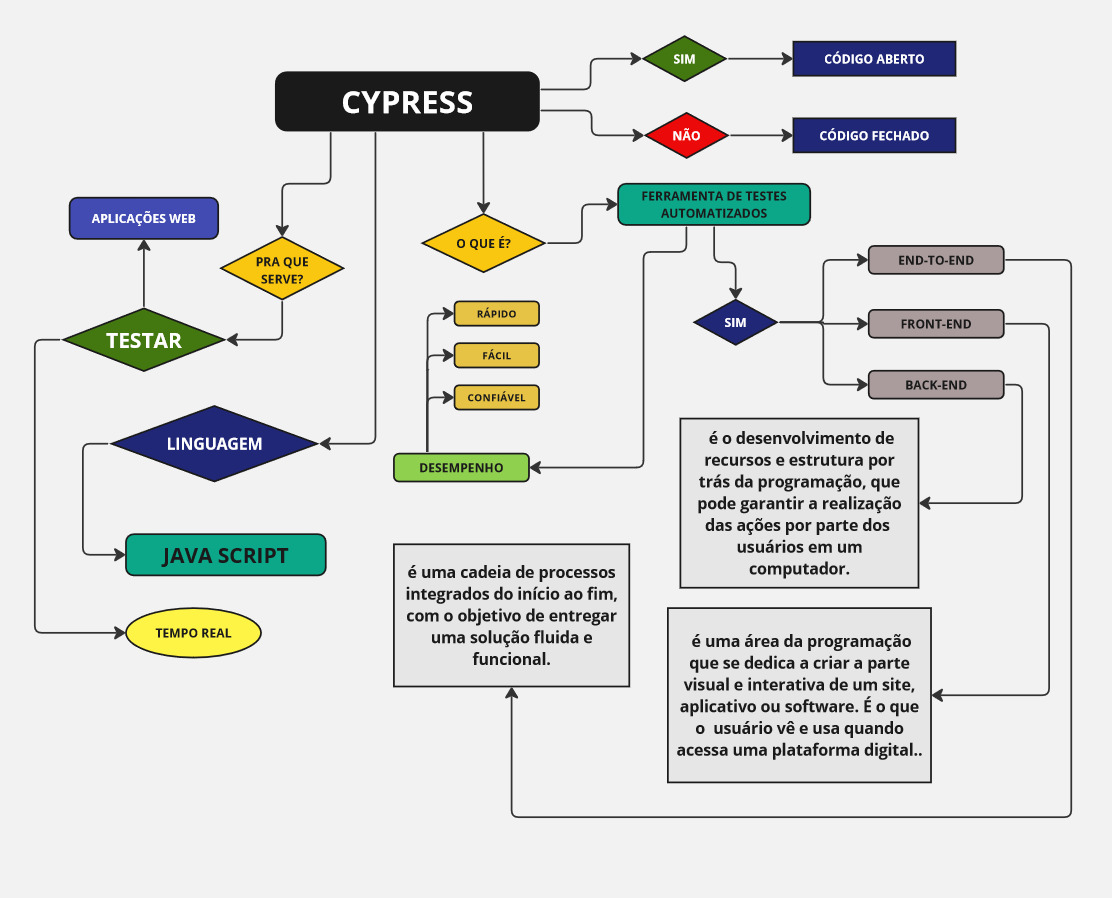 CYPRESS
SIM
CÓDIGO ABERTO
NÃO
CÓDIGO FECHADO
APLICAÇÕES WEB
PRA QUE
SERVE?
O QUE É?
FERRAMENTA DE TESTES
AUTOMATIZADOS
TESTAR
RÁPIDO
FÁCIL
CONFIÁVEL
SIM
END-TO-END
FRONT-END
BACK-END
LINGUAGEM
DESEMPENHO
JAVA SCRIPT
TEMPO REAL
é o desenvolvimento de
recursos e estrutura por
trás da programação, que
pode garantir a realização
das ações por parte dos
usuários em um
computador.
é uma cadeia de processos
integrados do início ao fim,
com o objetivo de entregar
uma solução fluida e
funcional.
é uma área da programação
que se dedica a criar a parte
visual e interativa de um site,
aplicativo ou software. É o que
o  usuário vê e usa quando
acessa uma plataforma digital..